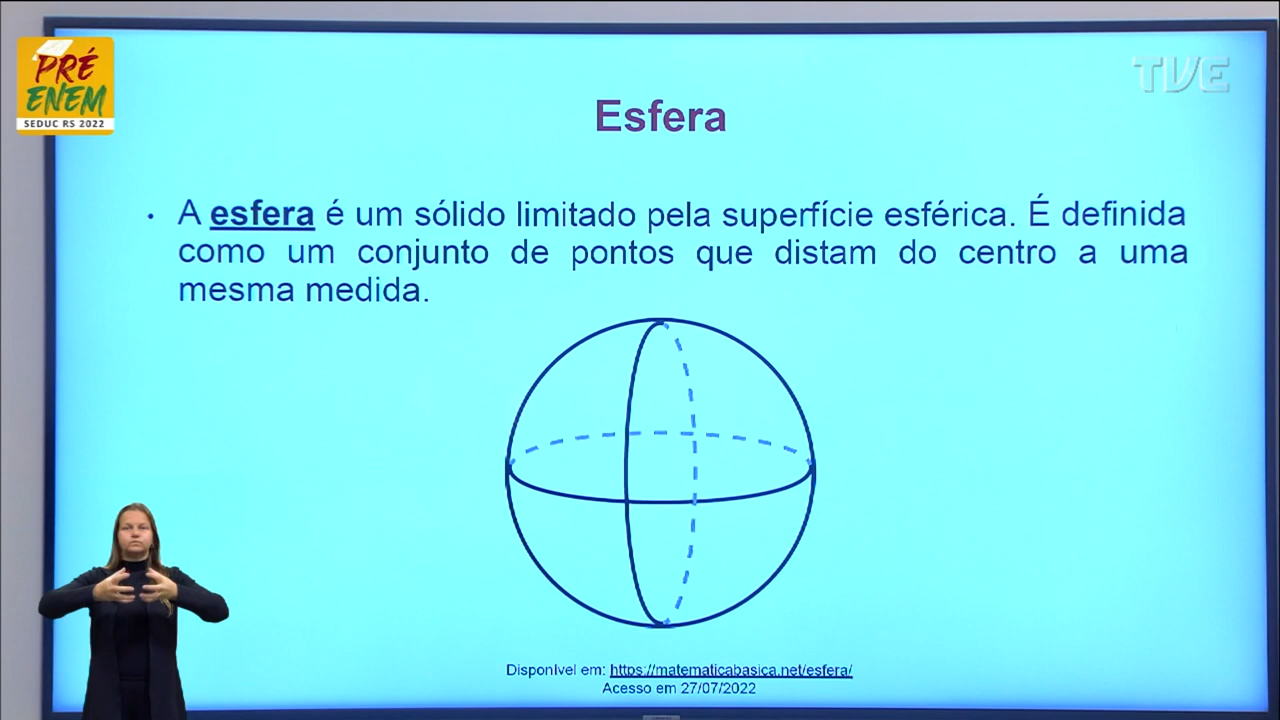 PRÉ
ENEM
SEDUC RS 2022
TVE
Esfera
• A esfera é um sólido limitado pela superfície esférica. É definida
como um conjunto de pontos que distam do centro a uma
mesma medida.
Disponível em: https://matematicabasica.net/esfera/
Acesso em 27/07/2022